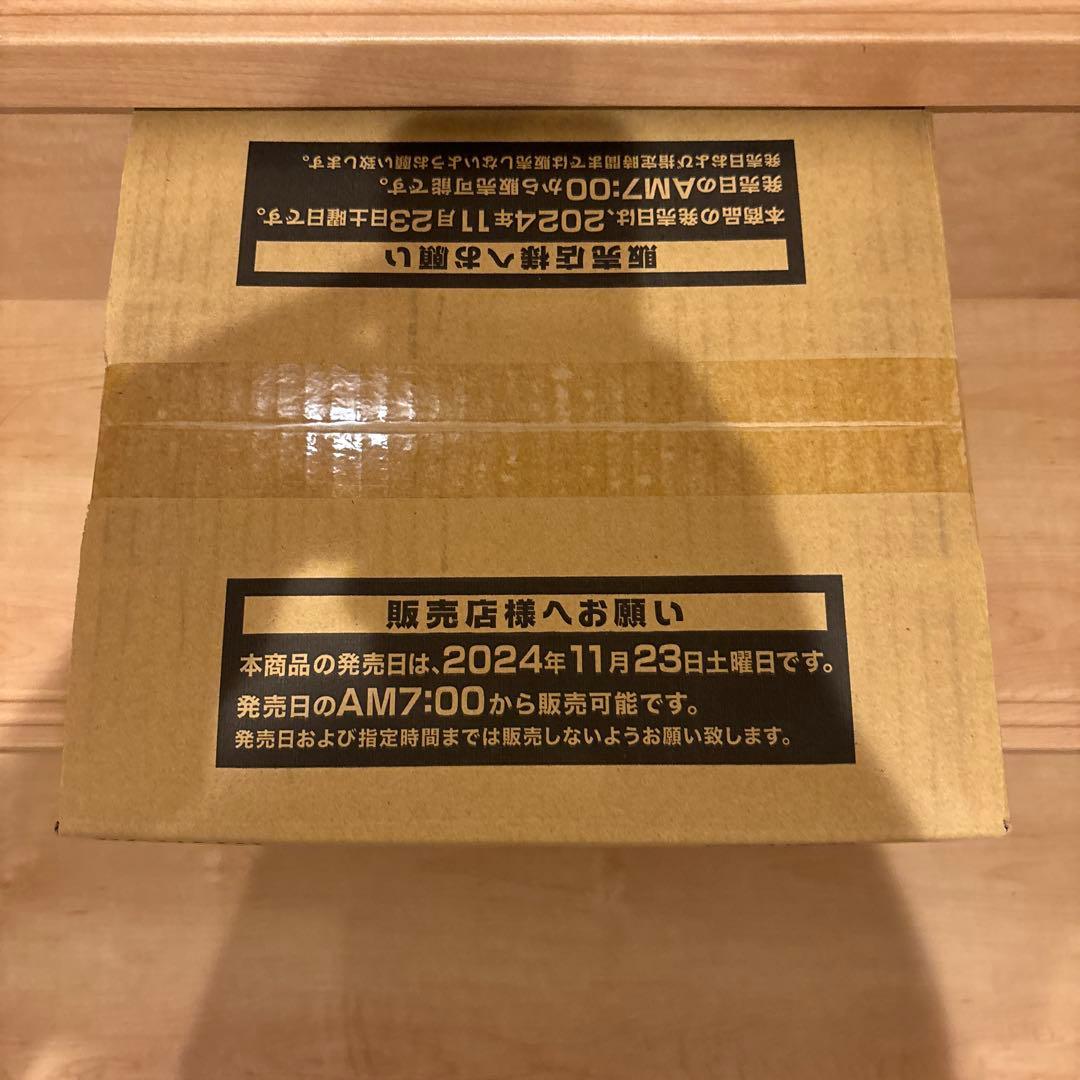 販売店様へお願い
本商品の発売日は、2024年11月23日土曜日です。
発売日のAM7:00から販売可能です。
発売日および指定時間までは販売しないようお願い致します。
販売店様へお願い
本商品の発売日は、2024年11月23日土曜日です。
発売日のAM7:00から販売可能です。
発売日および指定時間までは販売しないようお願い致します。